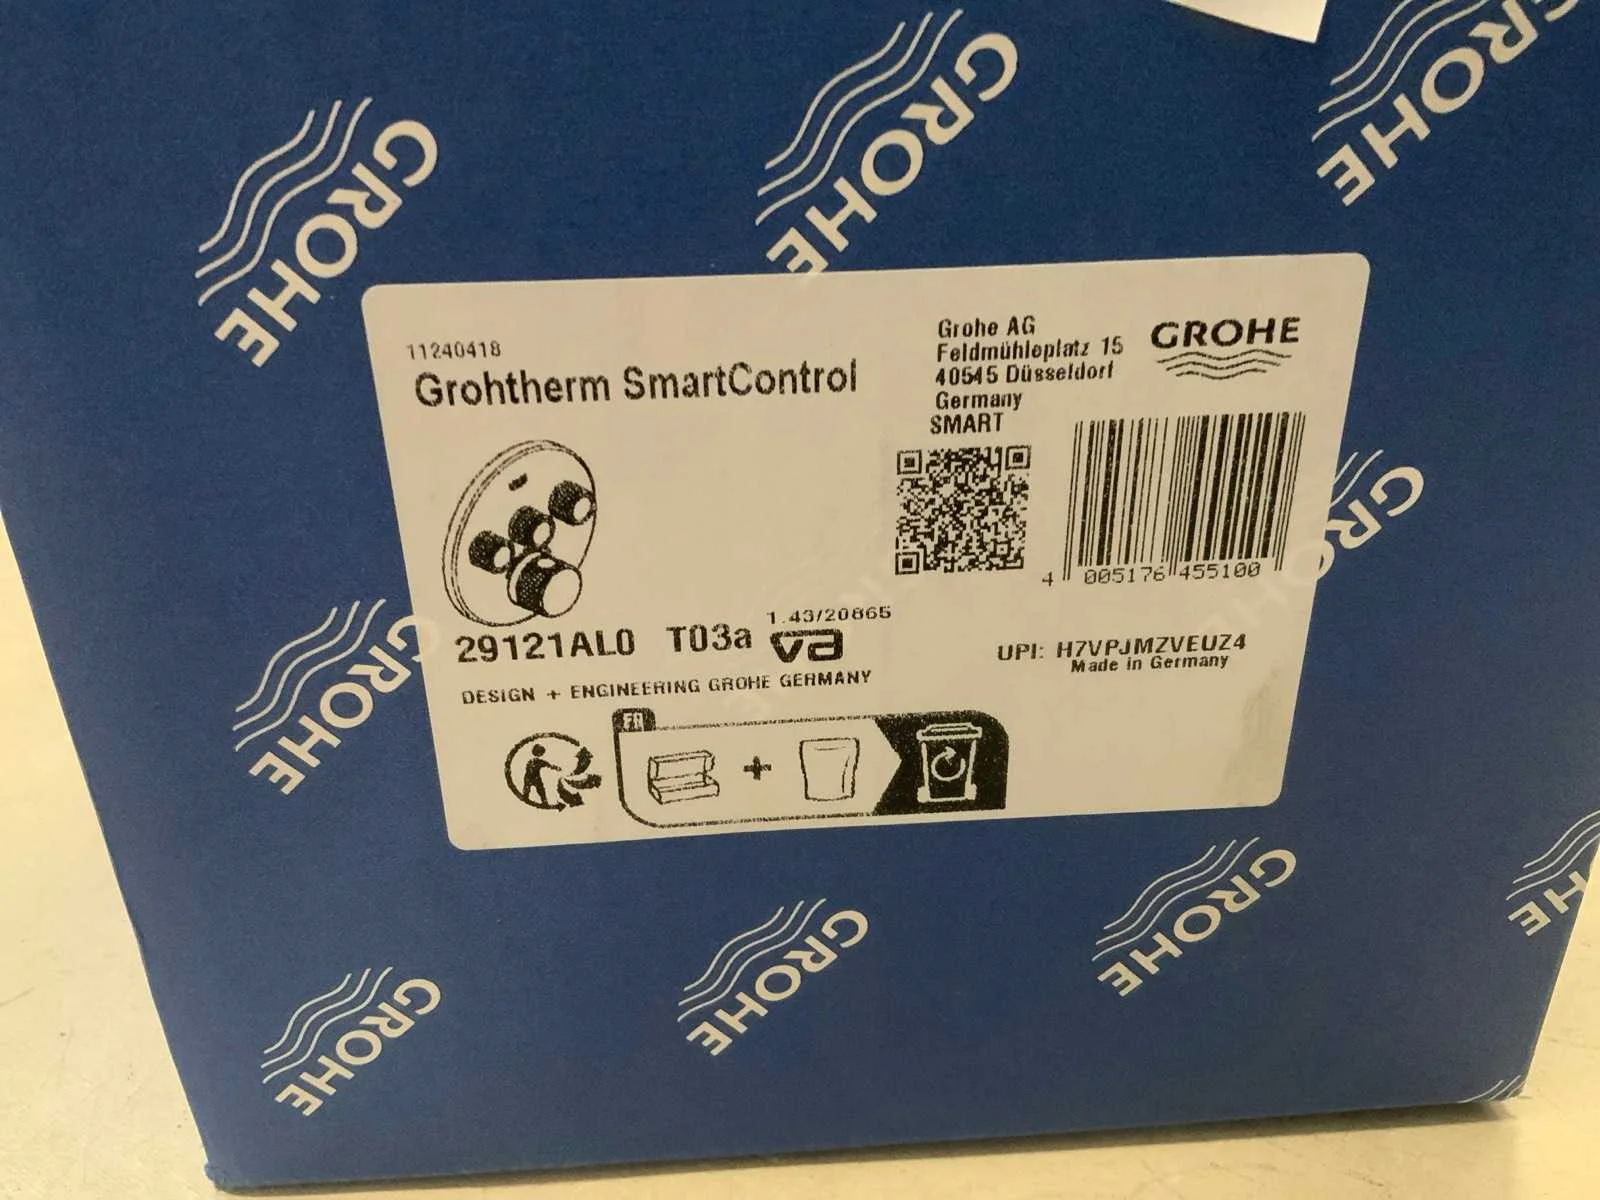 GROHE
GROHE
GROHE
11240418
Grohtherm SmartControl
Grohe AG
Feldmühleplatz 15
40545 Düsseldorf
Germany
SMART
GROHE
4 005176 455100
29121AL0 T03a
1.43/20865
va
UPI: H7VPJMZVEUZ4
Made in Germany
DESIGN + ENGINEERING GROHE GERMANY
FR
GROHE
GROHE
GROHE
GROHE
GROHE